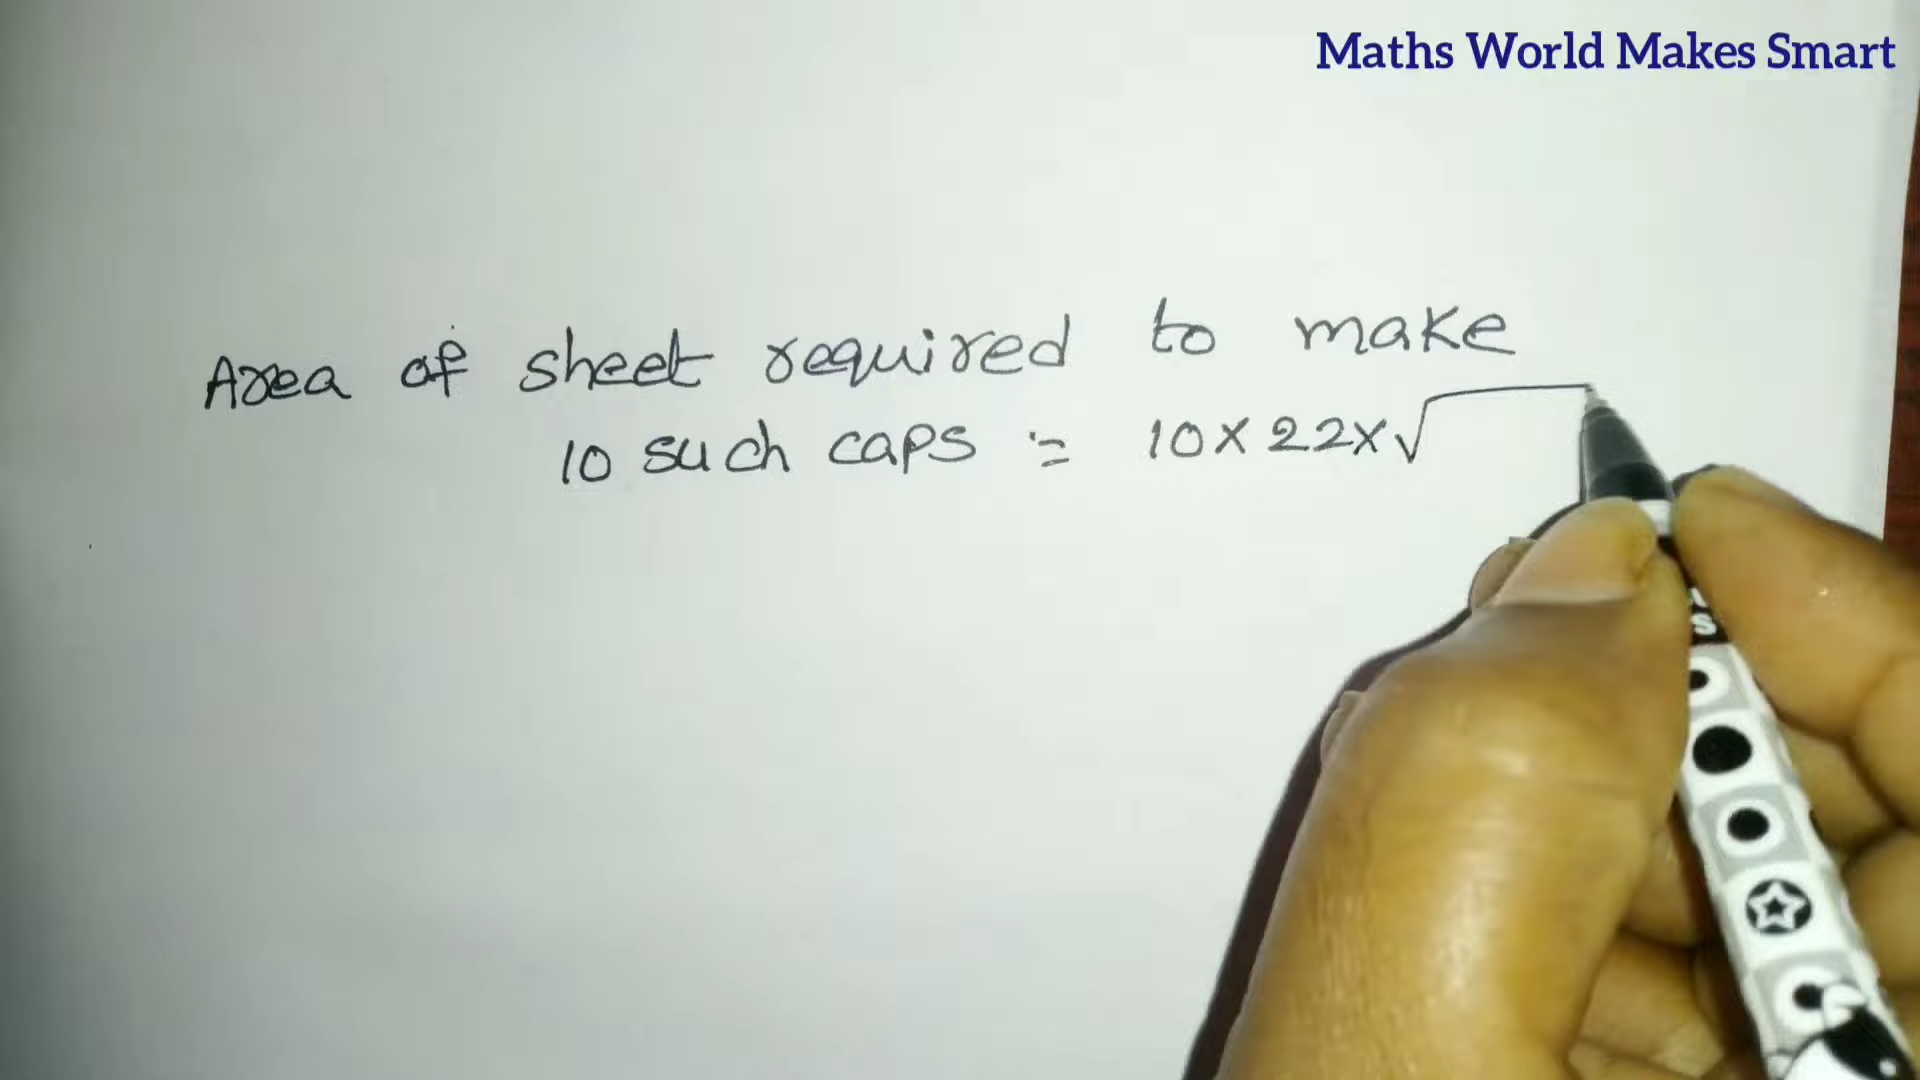 Maths World Makes Smart
Area of sheet required to make
10 such caps = 10 × 22 × √